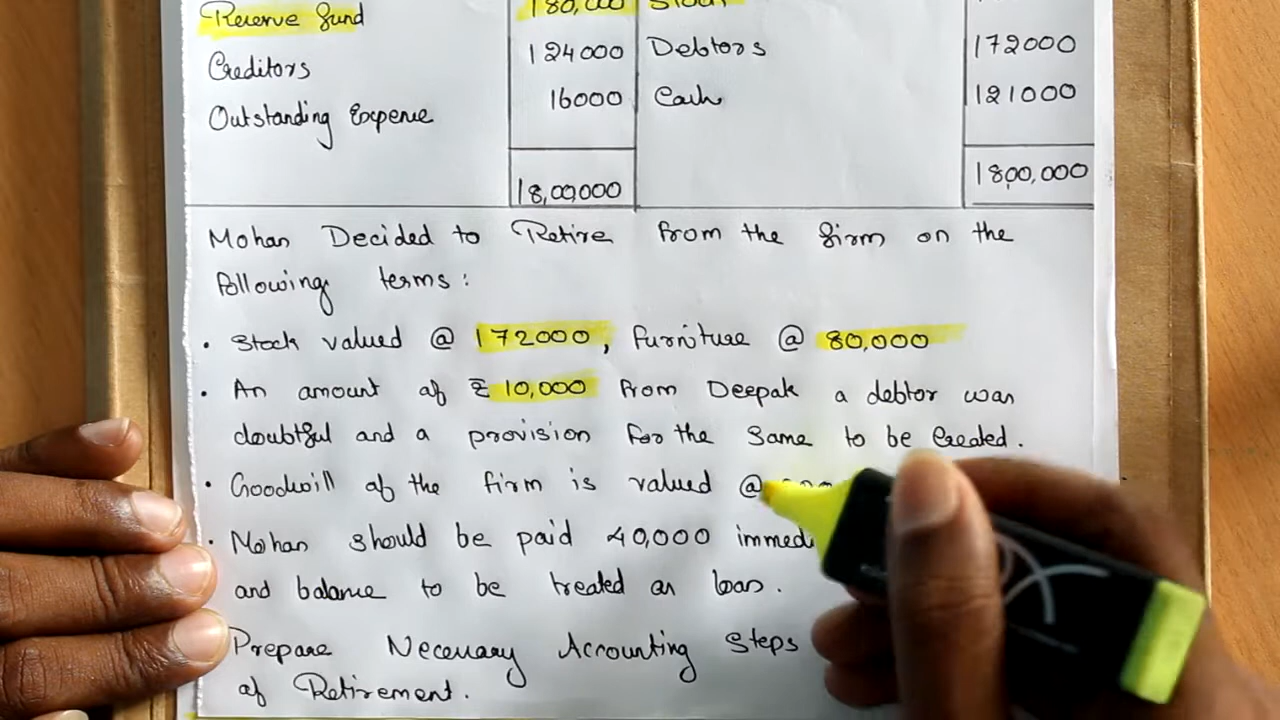 Reserve fund 180,000 Stock
Creditors 124000 Debtors 172000
Outstanding Expense 16000 Cash 121000
18,00,000 1800,000
Mohan Decided to Retire from the firm on the
following terms:
• Stock valued @ 172000, furniture @ 80,000
• An amount of ₹ 10,000 from Deepak a debtor was
doubtful and a provision for the same to be Created.
• Goodwill of the firm is valued @
• Mohan should be paid 40,000
and balance to be treated as loan.
Prepare Necessary Accounting Steps
of Retirement.